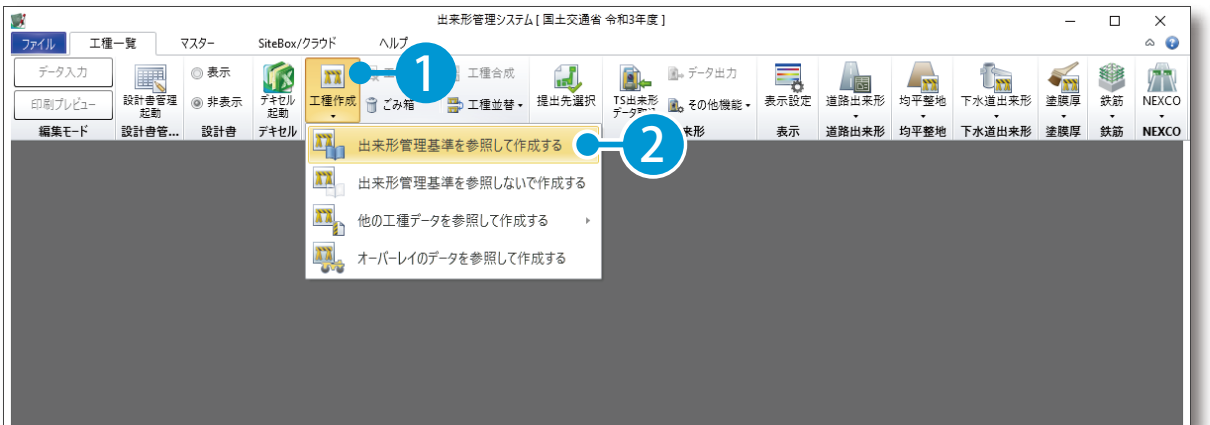 出来形管理システム [ 国土交通省 令和3年度 ]
ファイル 工種一覧 マスター SiteBox/クラウド ヘルプ
データ入力
印刷プレビュー
編集モード
設計書管理
起動
設計書管...
表示
非表示
設計書
デキセル
起動
デキセル
工種作成
1
ごみ箱
工種合成
工種並替
提出先選択
TS出来形
データ出力
その他機能
来形
表示設定
表示
道路出来形
道路出来形
均平整地
均平整地
下水道出来形
下水道出来形
塗膜厚
塗膜厚
鉄筋
鉄筋
NEXCO
NEXCO
出来形管理基準を参照して作成する
2
出来形管理基準を参照しないで作成する
他の工種データを参照して作成する
オーバーレイのデータを参照して作成する